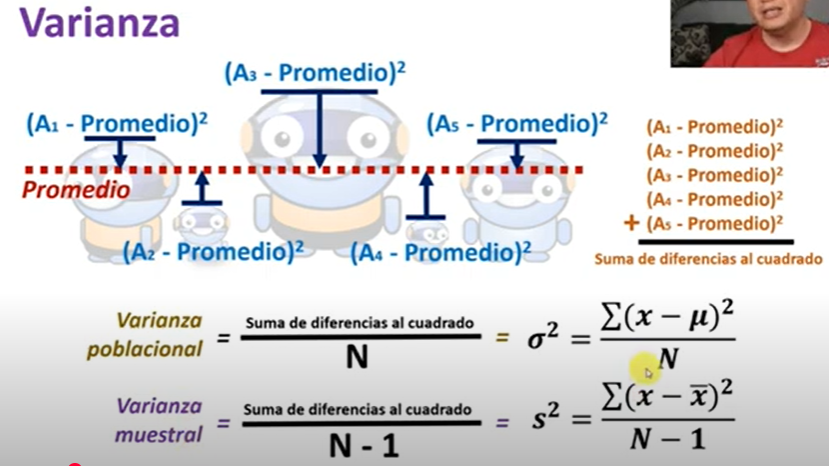 Varianza
(A₃ - Promedio)²
(A₁ - Promedio)²
(A₅ - Promedio)²
Promedio
(A₂ - Promedio)²
(A₄ - Promedio)²
(A₁ - Promedio)²
(A₂ - Promedio)²
(A₃ - Promedio)²
(A₄ - Promedio)²
+ (A₅ - Promedio)²
Suma de diferencias al cuadrado
Varianza poblacional = Suma de diferencias al cuadrado / N = σ² = ∑(x − μ)² / N
Varianza muestral = Suma de diferencias al cuadrado / N - 1 = s² = ∑(x − x̅)² / N − 1